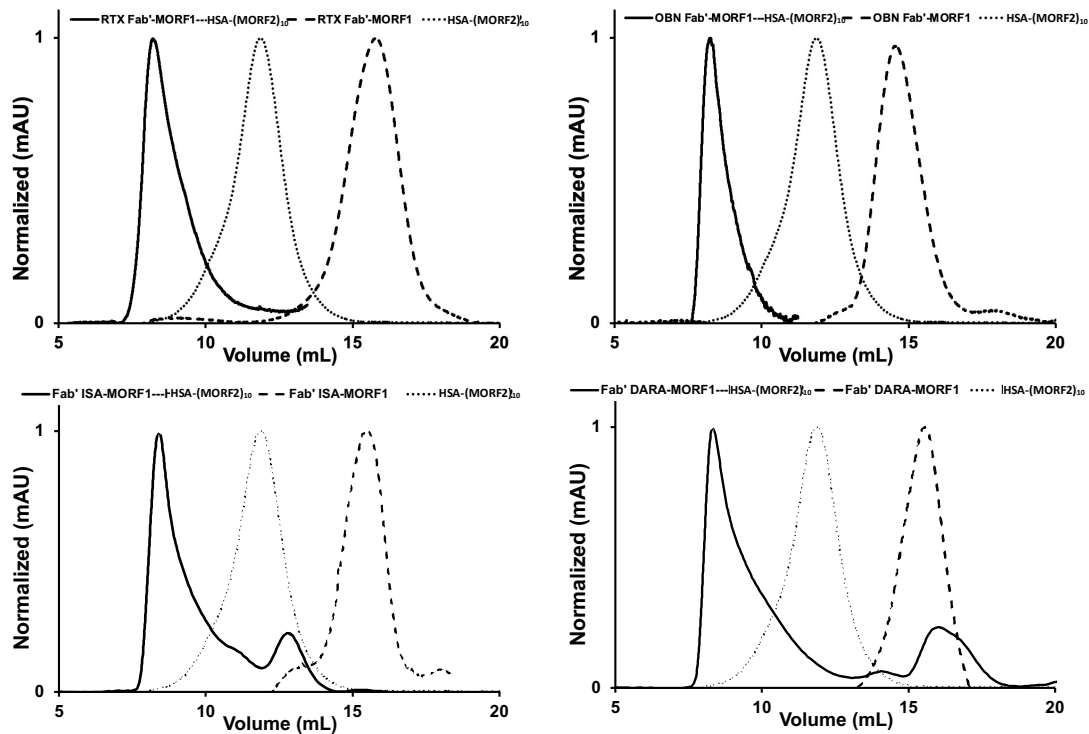 RTX Fab'-MORF1---HSA-(MORF2)10 RTX Fab'-MORF1 HSA-(MORF2)10
1
Normalized (mAU)
0
5 10 15 20
Volume (mL)
OBN Fab'-MORF1---HSA-(MORF2)10 OBN Fab'-MORF1 HSA-(MORF2)10
1
Normalized (mAU)
0
5 10 15 20
Volume (mL)
Fab' ISA-MORF1---HSA-(MORF2)10 Fab' ISA-MORF1 HSA-(MORF2)10
1
Normalized (mAU)
0
5 10 15 20
Volume (mL)
Fab' DARA-MORF1---HSA-(MORF2)10 Fab' DARA-MORF1 HSA-(MORF2)10
1
Normalized (mAU)
0
5 10 15 20
Volume (mL)